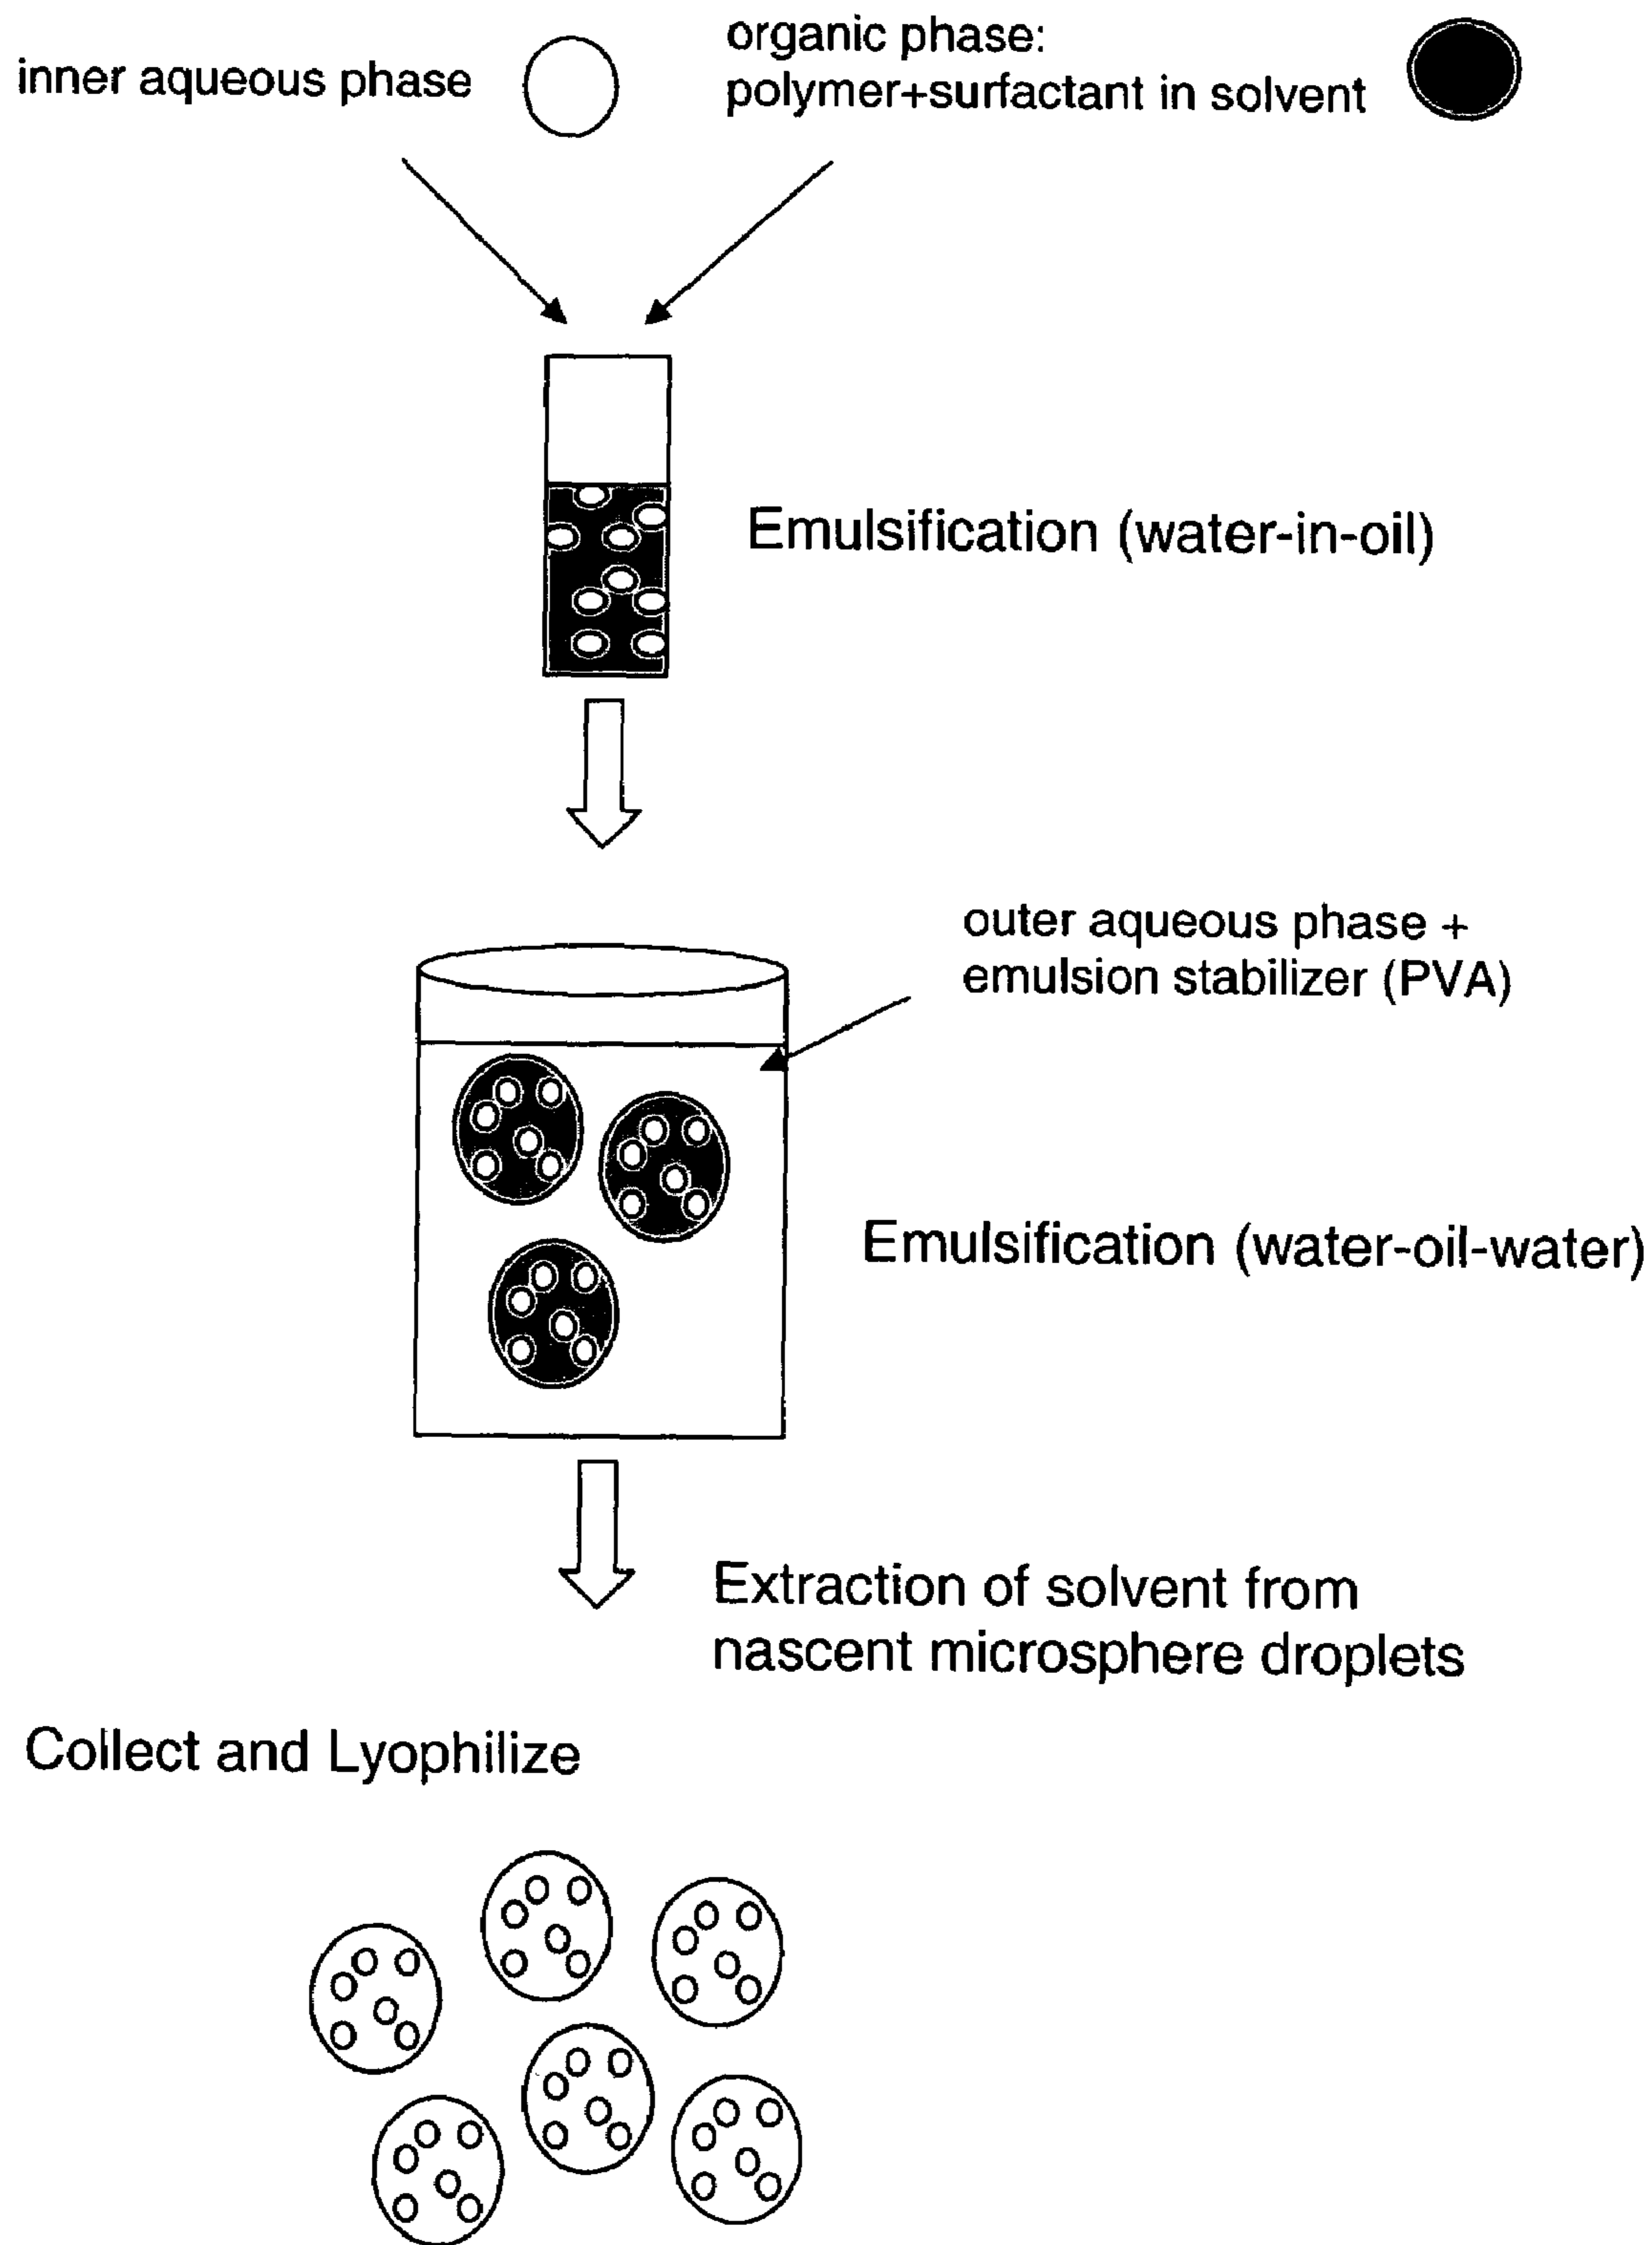 inner aqueous phase
organic phase:
polymer+surfactant in solvent
Emulsification (water-in-oil)
outer aqueous phase +
emulsion stabilizer (PVA)
Emulsification (water-oil-water)
Extraction of solvent from
nascent microsphere droplets
Collect and Lyophilize